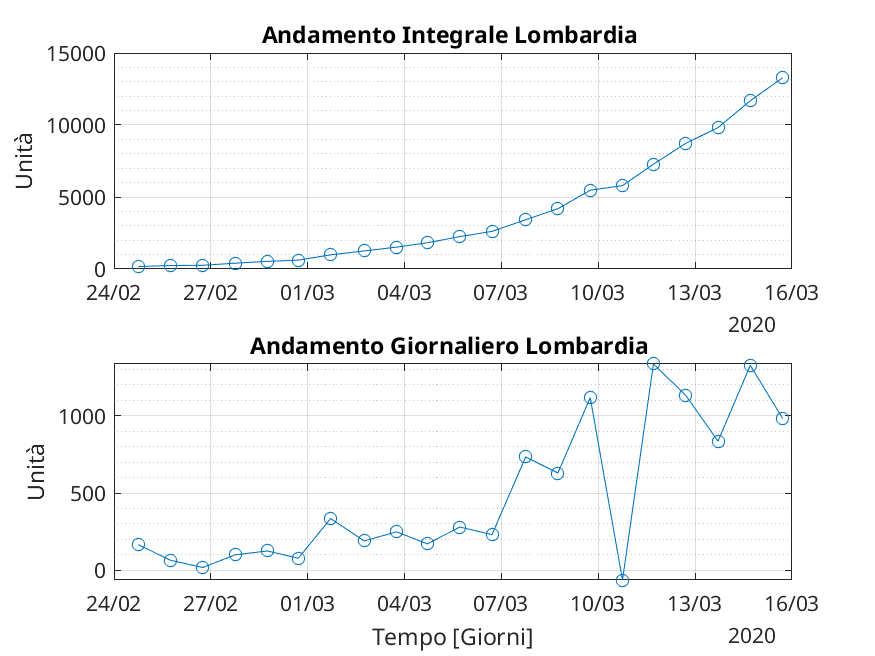 Andamento Integrale Lombardia
15000
10000
5000
0
Unità
24/02 27/02 01/03 04/03 07/03 10/03 13/03 16/03
2020
Andamento Giornaliero Lombardia
1000
500
0
Unità
24/02 27/02 01/03 04/03 07/03 10/03 13/03 16/03
Tempo [Giorni]
2020